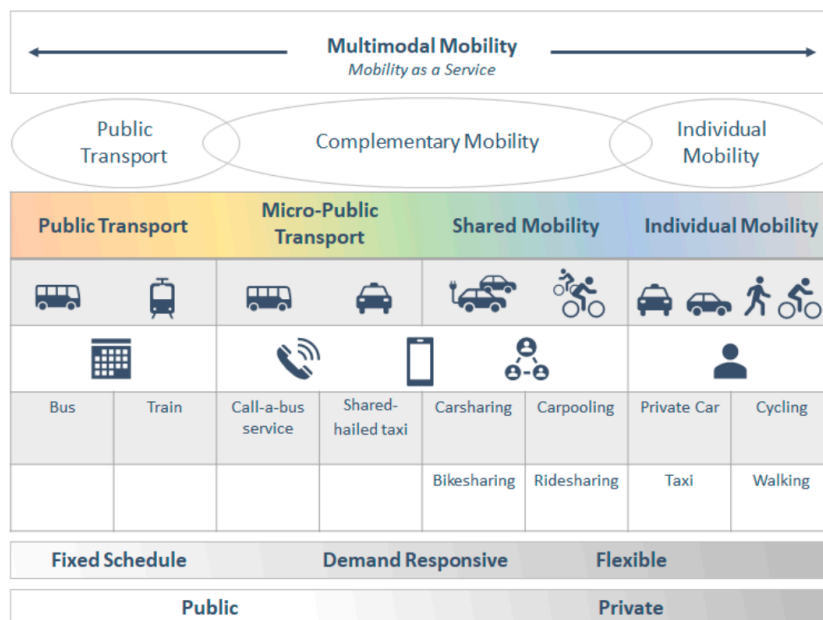 Multimodal Mobility
Mobility as a Service
Public
Transport
Complementary Mobility
Individual
Mobility
Public Transport
Micro-Public
Transport
Shared Mobility
Individual Mobility
Bus
Train
Call-a-bus
service
Shared-
hailed taxi
Carsharing
Carpooling
Private Car
Cycling
Bikesharing
Ridesharing
Taxi
Walking
Fixed Schedule
Demand Responsive
Flexible
Public
Private